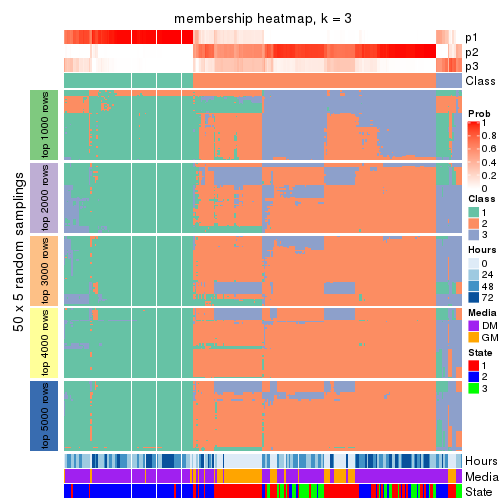 membership heatmap, k = 3
p1
p2
p3
Class
50 x 5 random samplings
top 1000 rows
top 2000 rows
top 3000 rows
top 4000 rows
top 5000 rows
Hours
Media
State
Prob
1
0.8
0.6
0.4
0.2
0
Class
1
2
3
Hours
0
24
48
72
Media
DM
GM
State
1
2
3